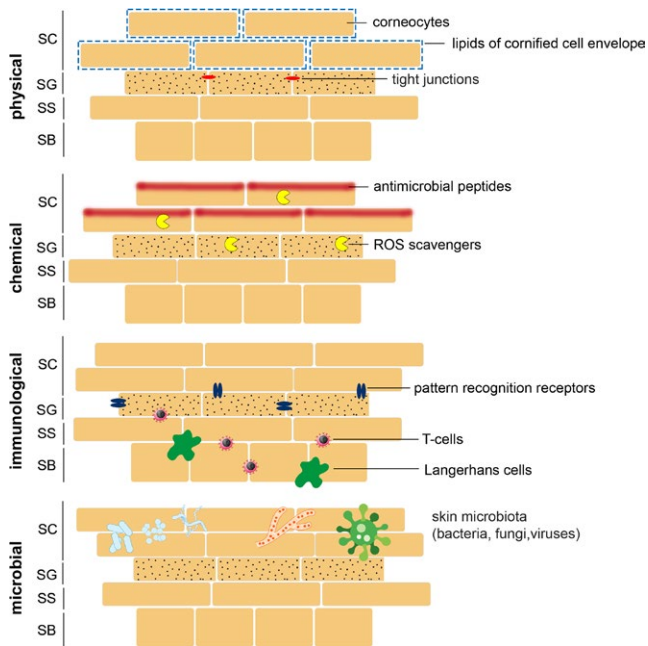 physical
SC
SG
SS
SB
corneocytes
lipids of cornified cell envelope
tight junctions
chemical
SC
SG
SS
SB
antimicrobial peptides
ROS scavengers
immunological
SC
SG
SS
SB
pattern recognition receptors
T-cells
Langerhans cells
microbial
SC
SG
SS
SB
skin microbiota
(bacteria, fungi,viruses)